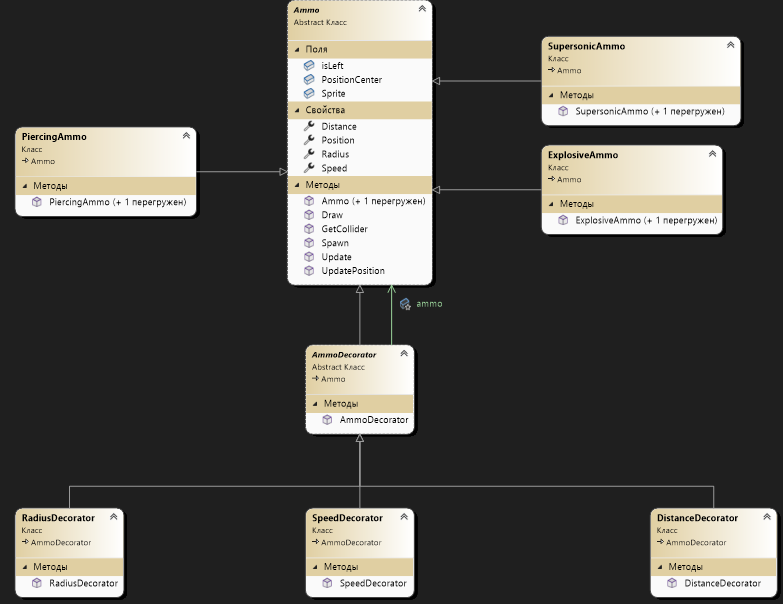 Ammo
Abstract Класс
Поля
isLeft
PositionCenter
Sprite
Свойства
Distance
Position
Radius
Speed
Методы
Ammo (+ 1 перегружен)
Draw
GetCollider
Spawn
Update
UpdatePosition
SupersonicAmmo
Класс
Ammo
Методы
SupersonicAmmo (+ 1 перегружен)
PiercingAmmo
Класс
Ammo
Методы
PiercingAmmo (+ 1 перегружен)
ExplosiveAmmo
Класс
Ammo
Методы
ExplosiveAmmo (+ 1 перегружен)
ammo
AmmoDecorator
Abstract Класс
Ammo
Методы
AmmoDecorator
RadiusDecorator
Класс
AmmoDecorator
Методы
RadiusDecorator
SpeedDecorator
Класс
AmmoDecorator
Методы
SpeedDecorator
DistanceDecorator
Класс
AmmoDecorator
Методы
DistanceDecorator